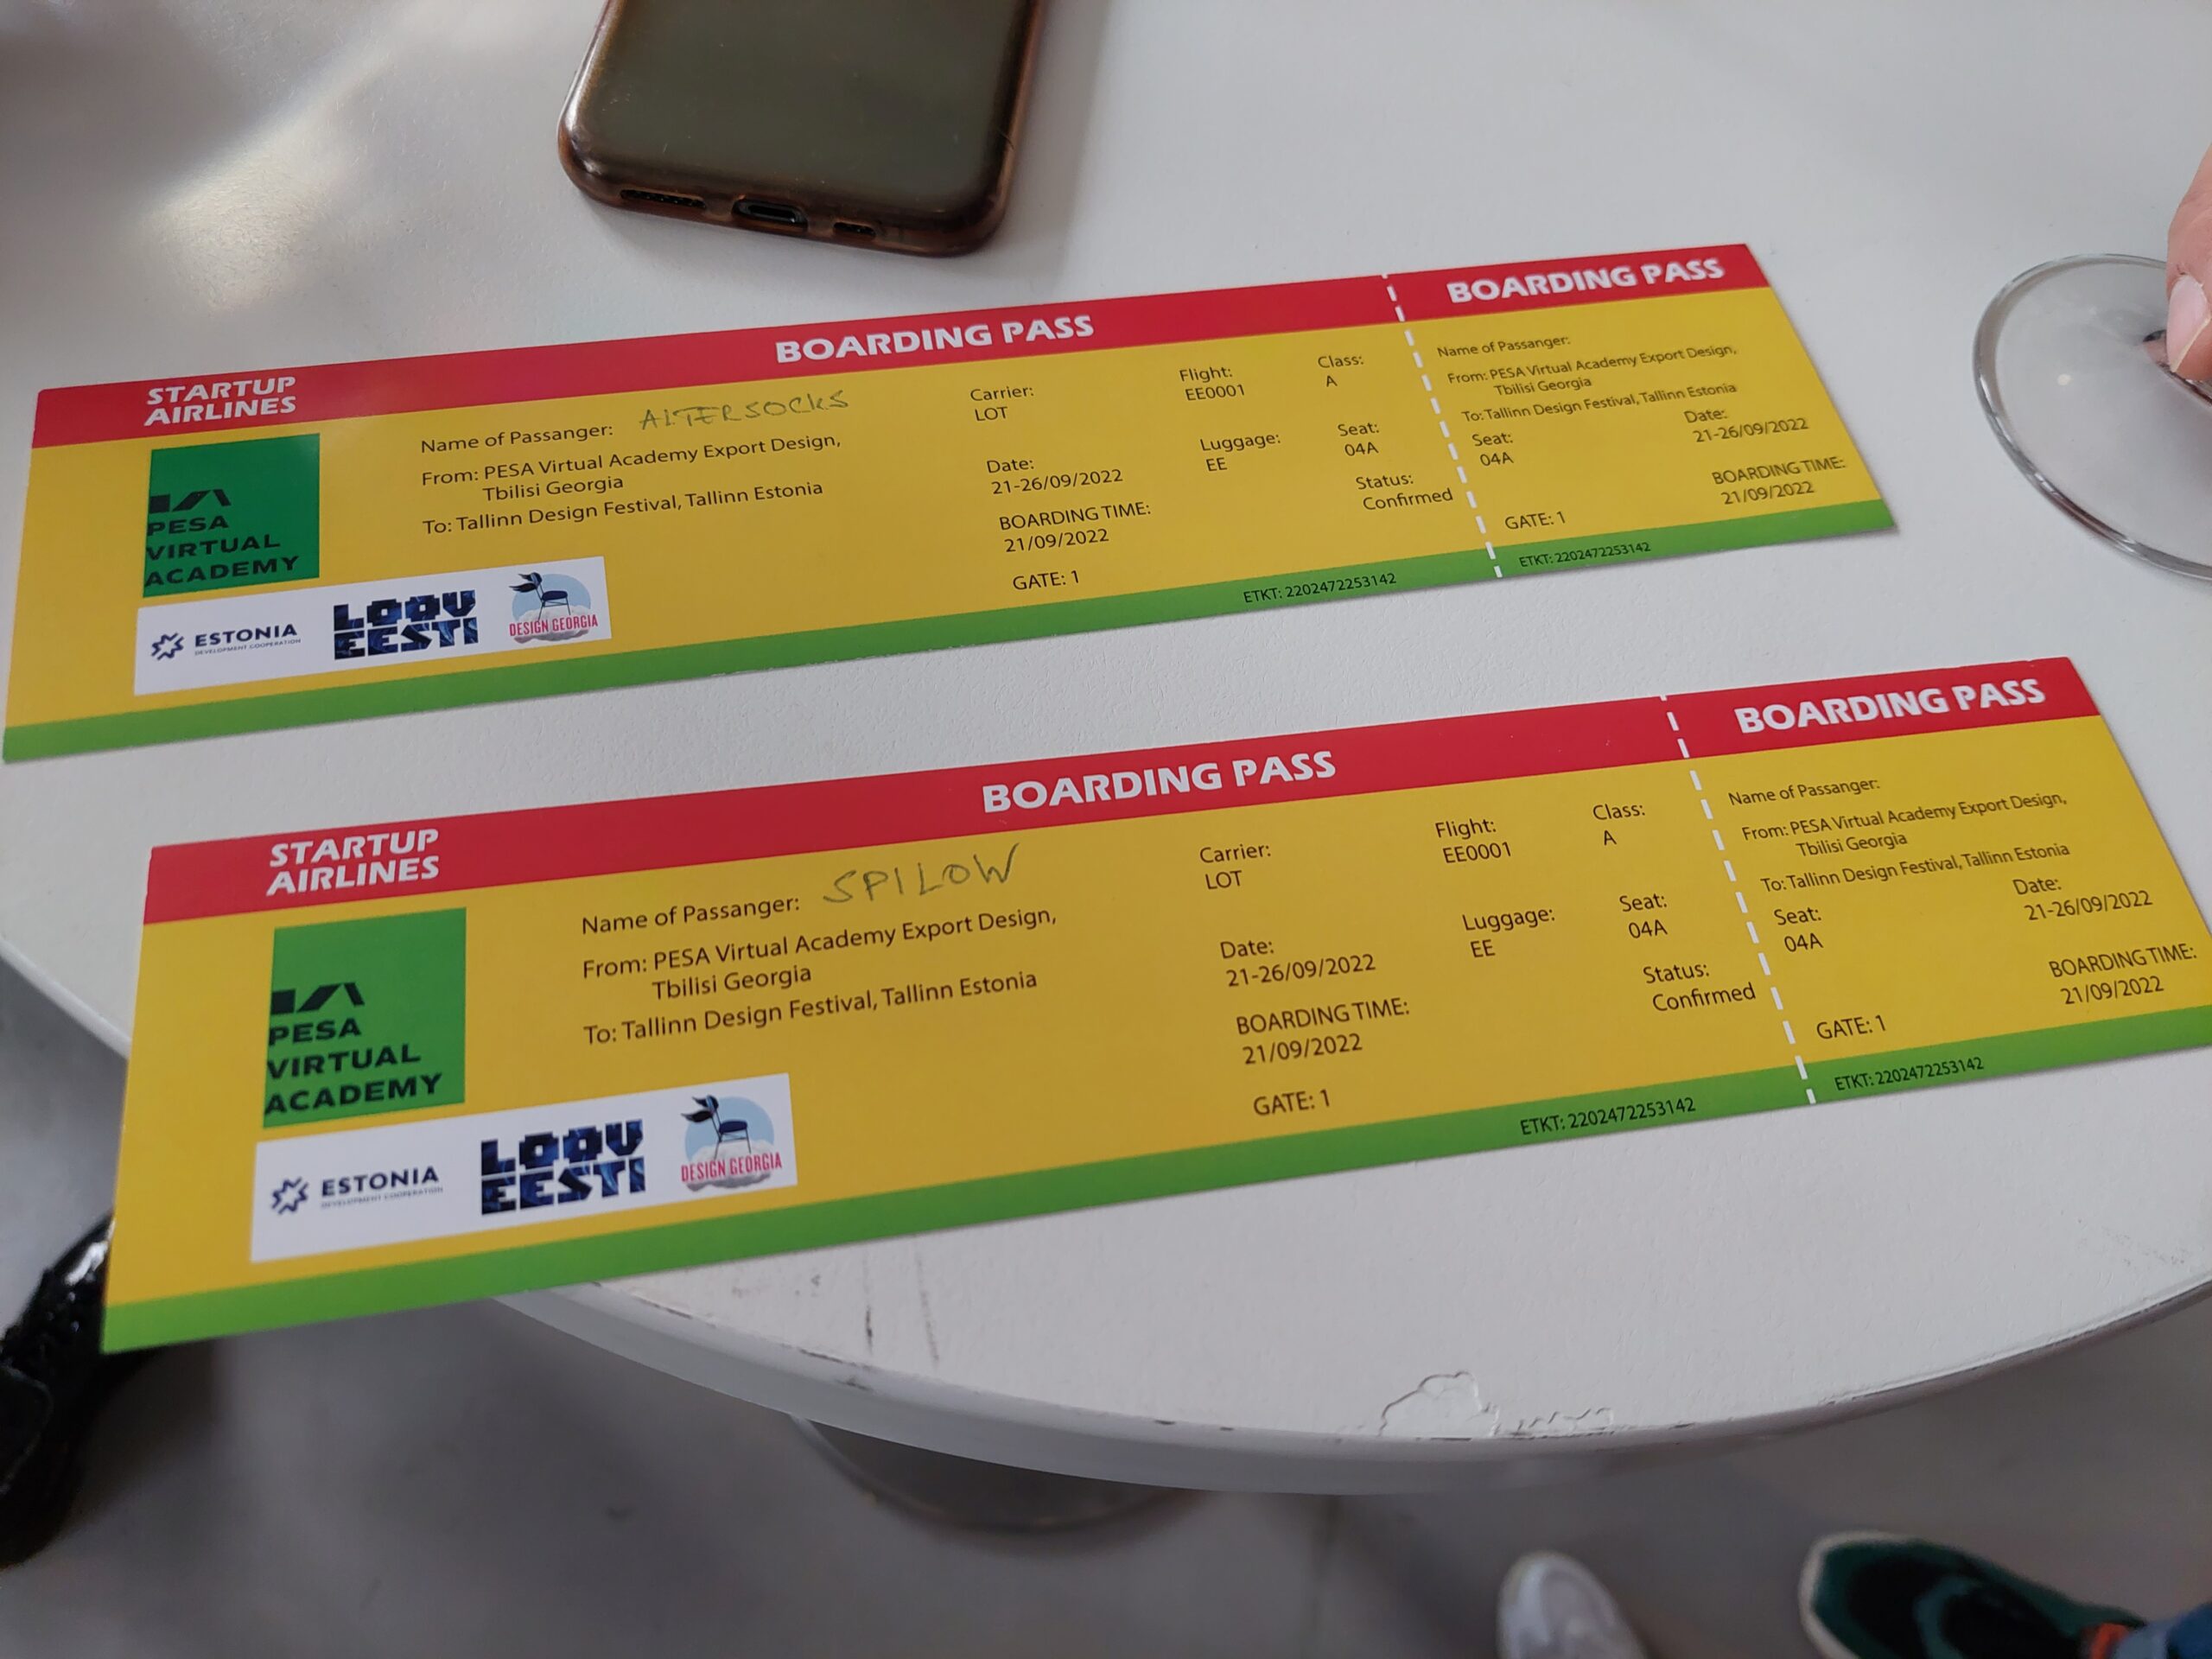 BOARDING PASS
STARTUP
AIRLINES
PESA
VIRTUAL
ACADEMY
Name of Passanger: ALTERSOCKS
From: PESA Virtual Academy Export Design,
Tbilisi Georgia
To: Tallinn Design Festival, Tallinn Estonia
Carrier:
LOT
Flight:
EE0001
Class:
A
Date:
21-26/09/2022
Luggage:
EE
Seat:
04A
BOARDING TIME:
21/09/2022
Status:
Confirmed
GATE: 1
ESTONIA
DEVELOPMENT COOPERATION
LOOV
EESTI
DESIGN GEORGIA
ETKT: 2202472253142
BOARDING PASS
Name of Passanger:
From: PESA Virtual Academy Export Design,
Tbilisi Georgia
To: Tallinn Design Festival, Tallinn Estonia
Seat:
04A
Date:
21-26/09/2022
BOARDING TIME:
21/09/2022
GATE: 1
ETKT: 2202472253142
BOARDING PASS
STARTUP
AIRLINES
PESA
VIRTUAL
ACADEMY
Name of Passanger: SPILOW
From: PESA Virtual Academy Export Design,
Tbilisi Georgia
To: Tallinn Design Festival, Tallinn Estonia
Carrier:
LOT
Flight:
EE0001
Class:
A
Date:
21-26/09/2022
Luggage:
EE
Seat:
04A
BOARDING TIME:
21/09/2022
Status:
Confirmed
GATE: 1
ESTONIA
DEVELOPMENT COOPERATION
LOOV
EESTI
DESIGN GEORGIA
ETKT: 2202472253142
BOARDING PASS
Name of Passanger:
From: PESA Virtual Academy Export Design,
Tbilisi Georgia
To: Tallinn Design Festival, Tallinn Estonia
Seat:
04A
Date:
21-26/09/2022
BOARDING TIME:
21/09/2022
GATE: 1
ETKT: 2202472253142